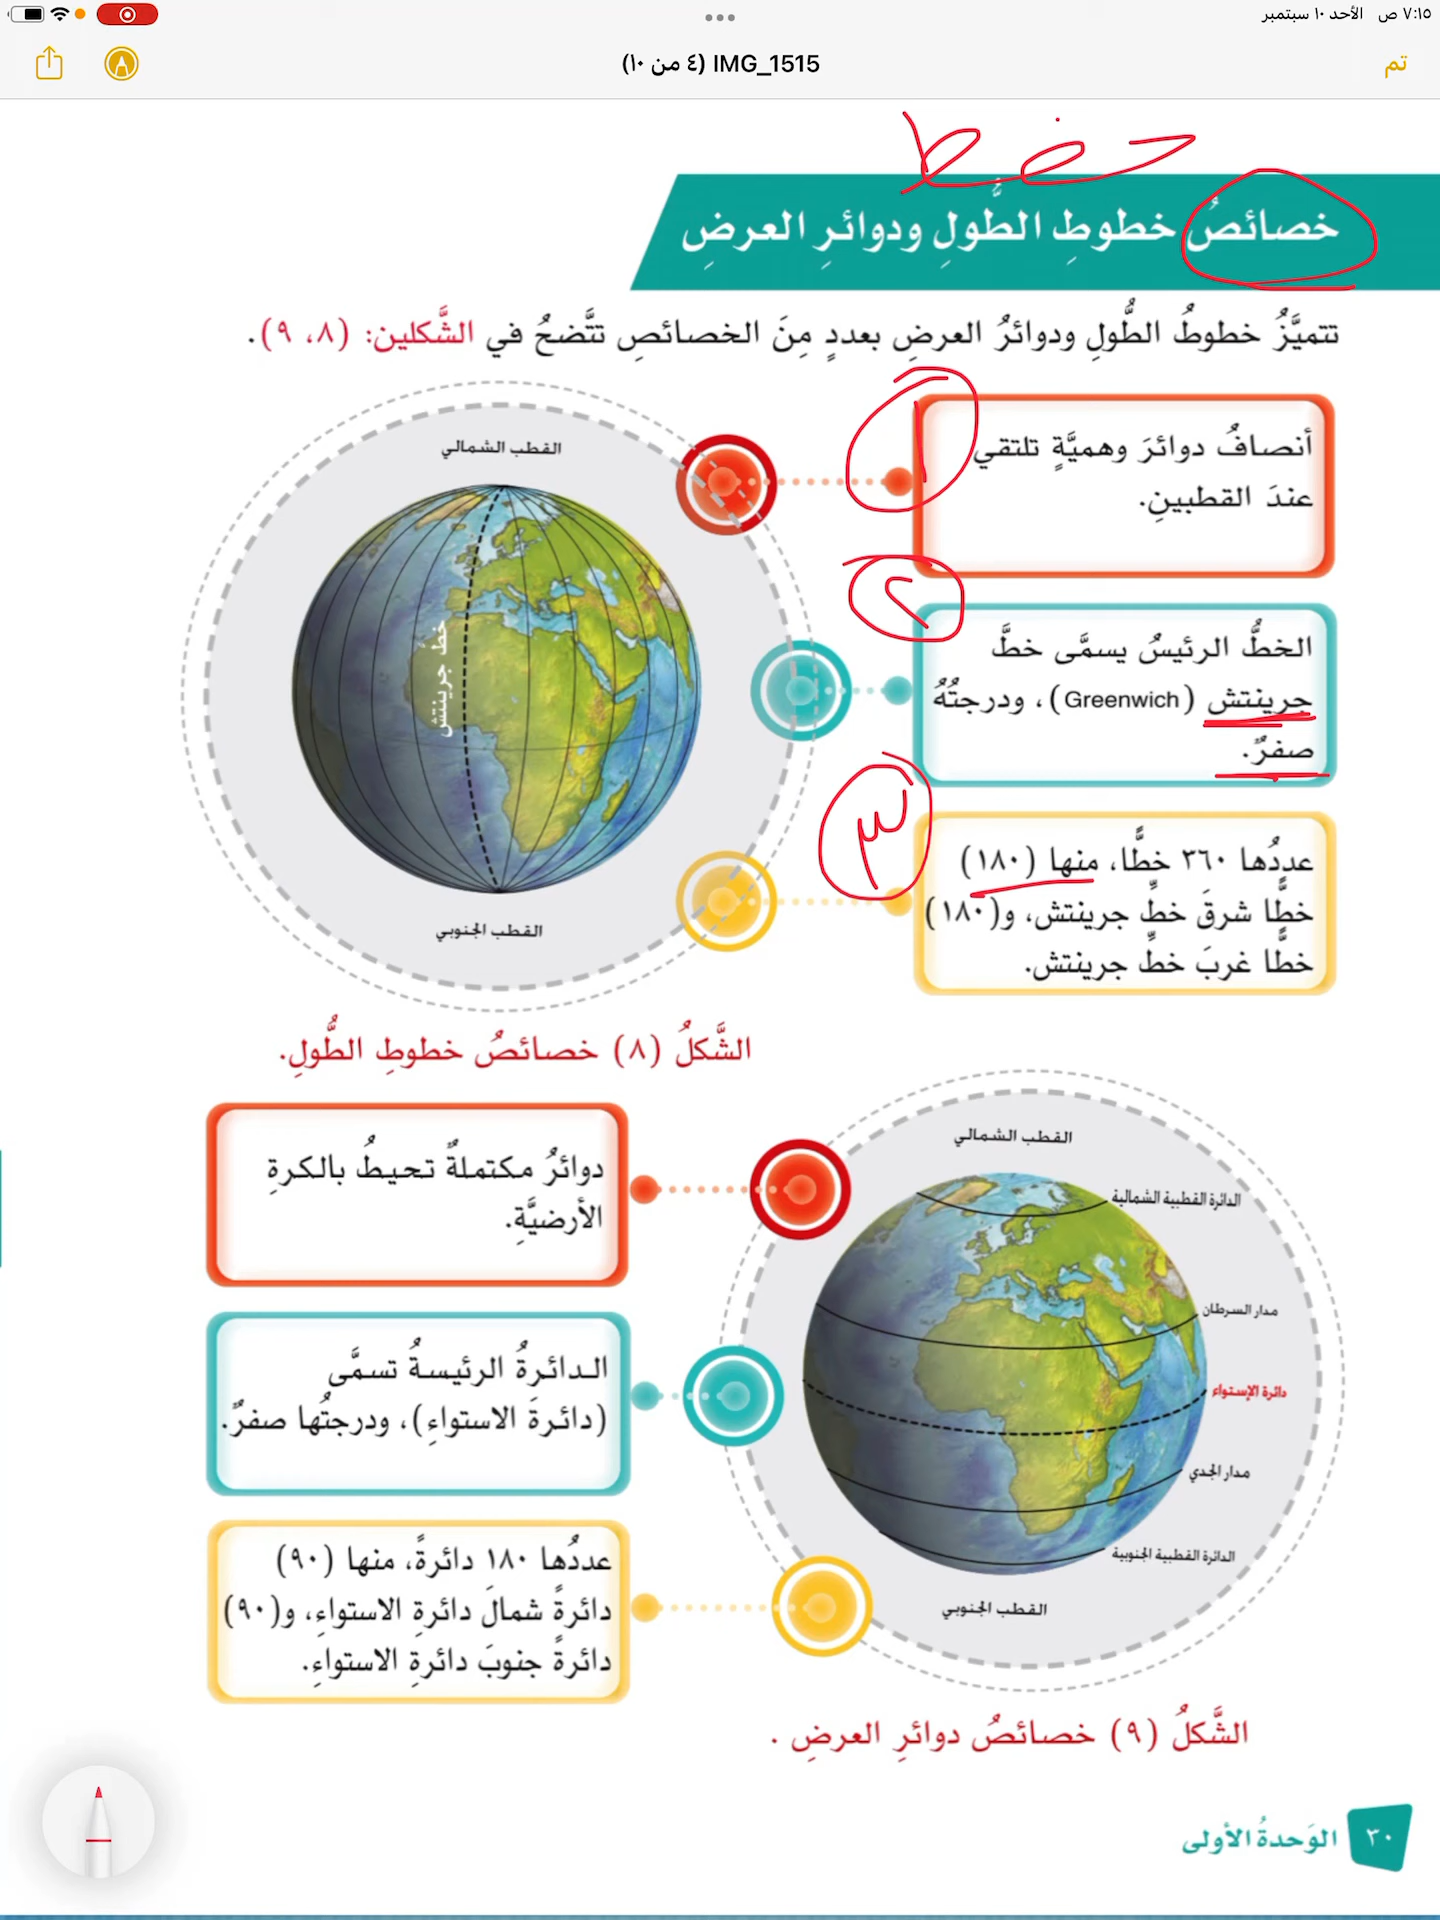 ٧:١٥ ص الأحد ١٠ سبتمبر
تم
IMG_1515 (٤ من ١٠)
حفظ
خصائصُ خطوطِ الطُّولِ ودوائرِ العرضِ
تتميَّزُ خطوطُ الطُّولِ ودوائرُ العرضِ بعددٍ مِنَ الخصائصِ تتَّضحُ في الشَّكلين: (٨، ٩).
١
أنصافُ دوائرَ وهميَّةٍ تلتقي
عندَ القطبينِ.
٢
الخطُّ الرئيسُ يسمَّى خطَّ
جرينتش (Greenwich)، ودرجتُهُ
صفرٌ.
٣
عددُها ٣٦٠ خطًّا، منها (١٨٠)
خطًّا شرقَ خطِّ جرينتش، و(١٨٠)
خطًّا غربَ خطِّ جرينتش.
القطب الشمالي
خط جرينتش
القطب الجنوبي
الشَّكلُ (٨) خصائصُ خطوطِ الطُّولِ.
القطب الشمالي
الدائرة القطبية الشمالية
مدار السرطان
دائرة الإستواء
مدار الجدي
الدائرة القطبية الجنوبية
القطب الجنوبي
دوائرُ مكتملةٌ تحيطُ بالكرةِ
الأرضيَّةِ.
الدائرةُ الرئيسةُ تسمَّى
(دائرةَ الاستواءِ)، ودرجتُها صفرٌ.
عددُها ١٨٠ دائرةً، منها (٩٠)
دائرةً شمالَ دائرةِ الاستواءِ، و(٩٠)
دائرةً جنوبَ دائرةِ الاستواءِ.
الشَّكلُ (٩) خصائصُ دوائرِ العرضِ .
٣٠ الوَحدةُ الأولى